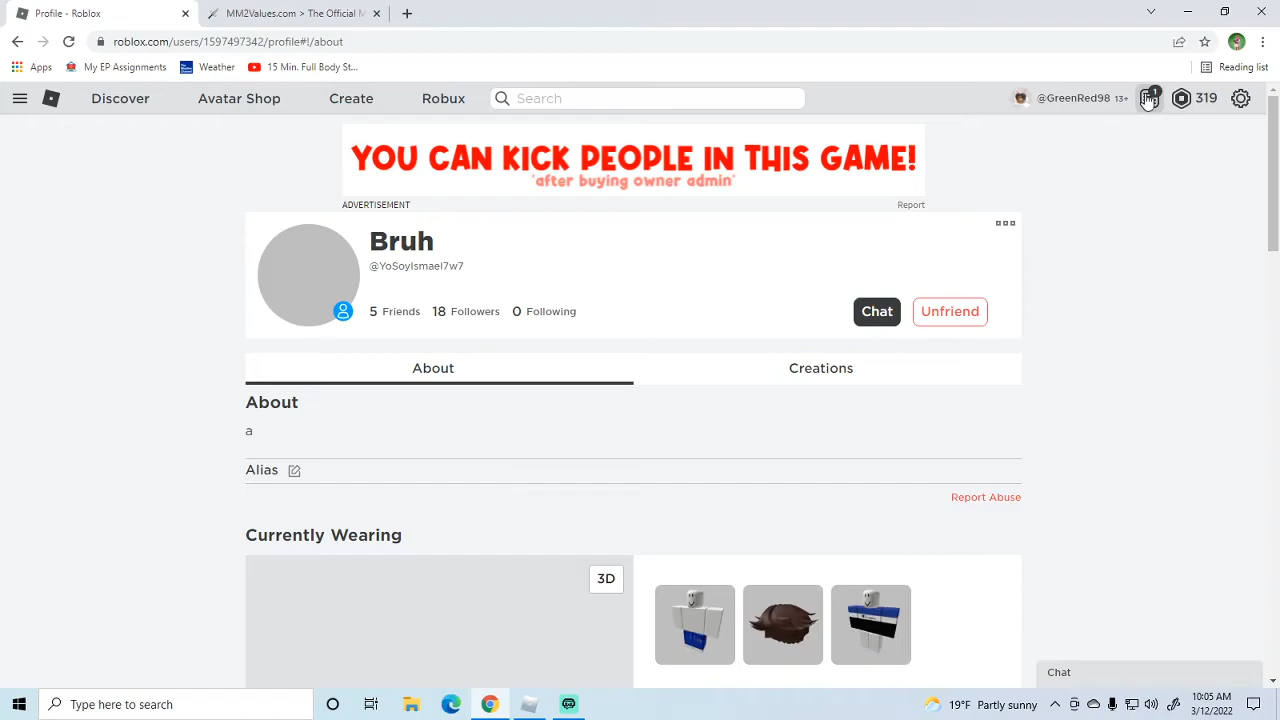 Profile - Roblox
MM2Values.com > The Official M
roblox.com/users/1597497342/profile#!/about
Apps
My EP Assignments
Weather
15 Min. Full Body St...
Reading list
Discover
Avatar Shop
Create
Robux
Search
@GreenRed98 13+
1
319
YOU CAN KICK PEOPLE IN THIS GAME!
'after buying owner admin'
ADVERTISEMENT
Report
Bruh
@YoSoyIsmael7w7
5 Friends 18 Followers 0 Following
Chat
Unfriend
About
Creations
About
a
Alias
Report Abuse
Currently Wearing
3D
Chat
Type here to search
19°F Partly sunny
10:05 AM
3/12/2022